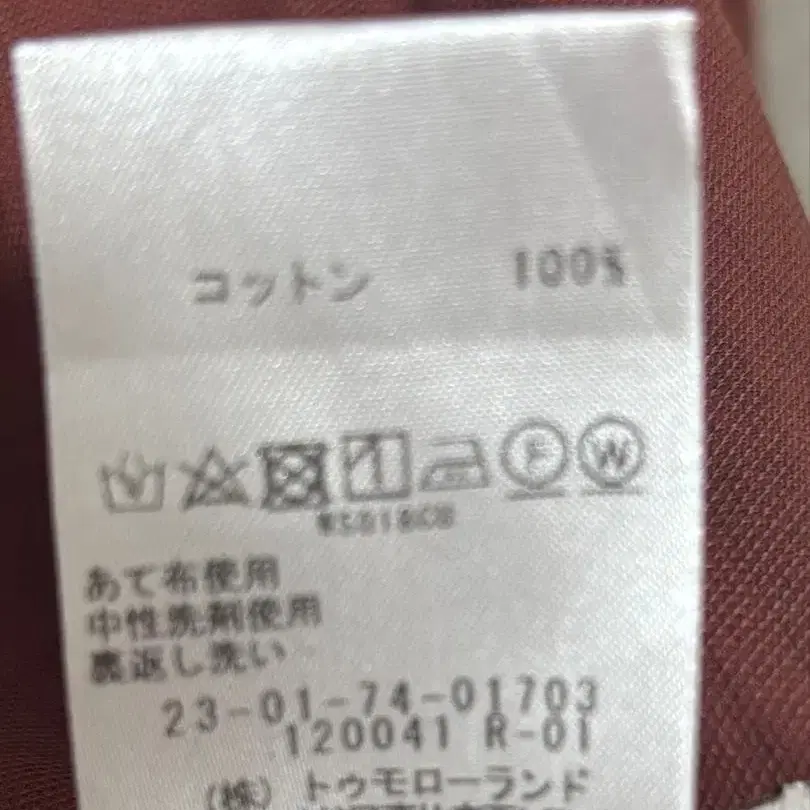 コットン 100%
F W
あて布使用
中性洗剤使用
裏返し洗い
23-01-74-01703
120041 R-01
(株) トゥモローランド